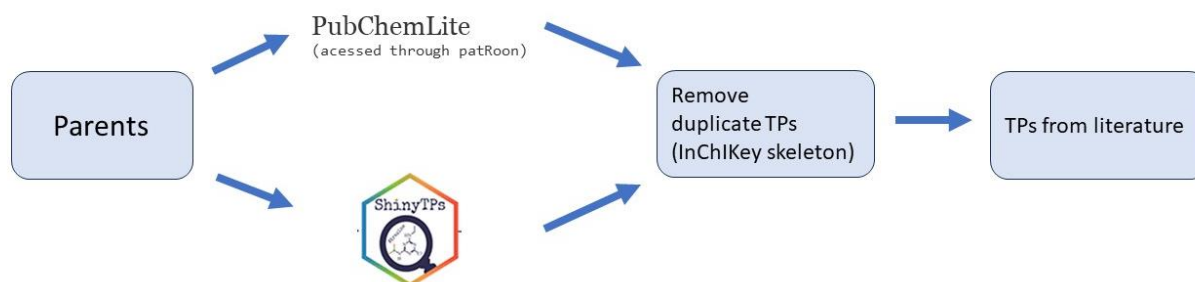 Parents
PubChemLite
(acessed through patRoon)
ShinyTPs
Remove
duplicate TPs
(InChIKey skeleton)
TPs from literature